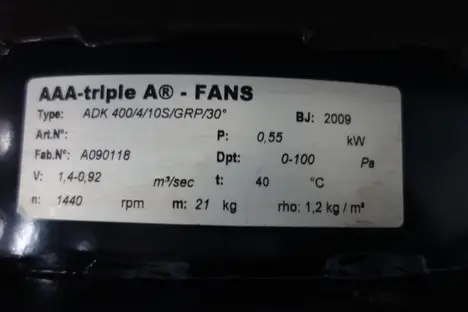 AAA-triple A® - FANS
Type: ADK 400/4/10S/GRP/30° BJ: 2009
Art.N°: P: 0,55 kW
Fab.N°: A090118 Dpt: 0-100 Pa
V: 1,4-0,92 m³/sec t: 40 °C
n: 1440 rpm m: 21 kg rho: 1,2 kg / m³